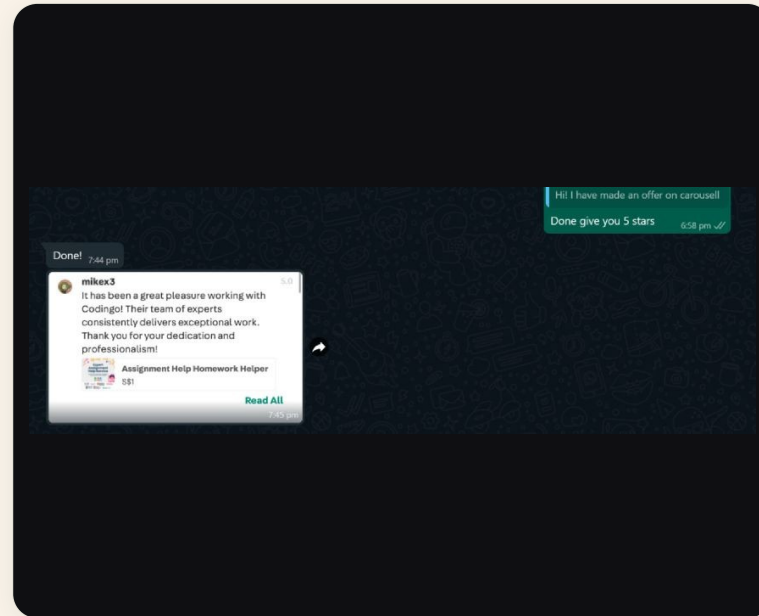 Hi! I have made an offer on carousell
Done give you 5 stars
6:58 pm
Done!
7:44 pm
mikex3
5.0
It has been a great pleasure working with
Codingo! Their team of experts
consistently delivers exceptional work.
Thank you for your dedication and
professionalism!
Assignment Help Homework Helper
S$1
Read All
7:45 pm